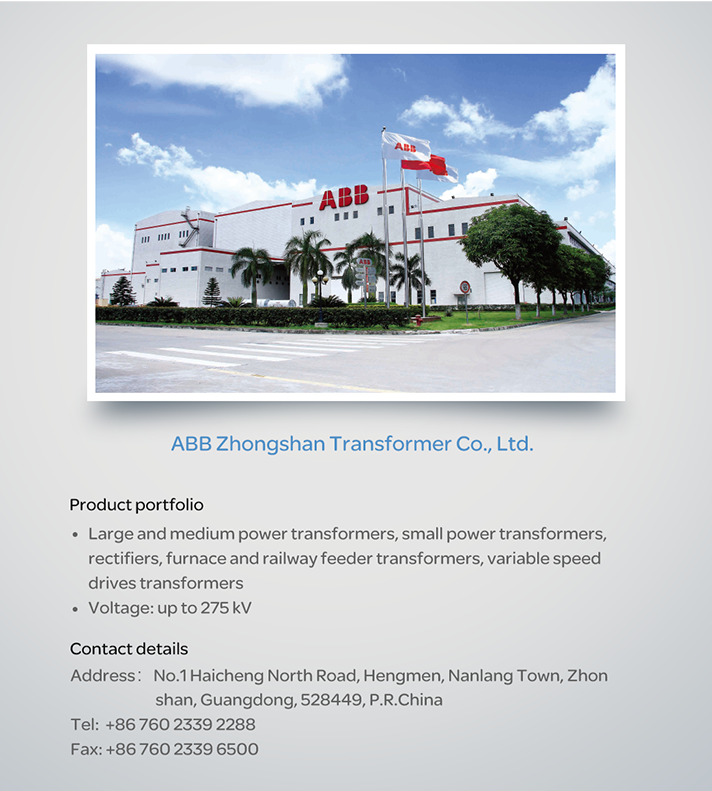 ABB
ABB
ABB
ABB Zhongshan Transformer Co., Ltd.
Product portfolio
• Large and medium power transformers, small power transformers,
rectifiers, furnace and railway feeder transformers, variable speed
drives transformers
• Voltage: up to 275 kV
Contact details
Address: No.1 Haicheng North Road, Hengmen, Nanlang Town, Zhon
shan, Guangdong, 528449, P.R.China
Tel: +86 760 2339 2288
Fax: +86 760 2339 6500